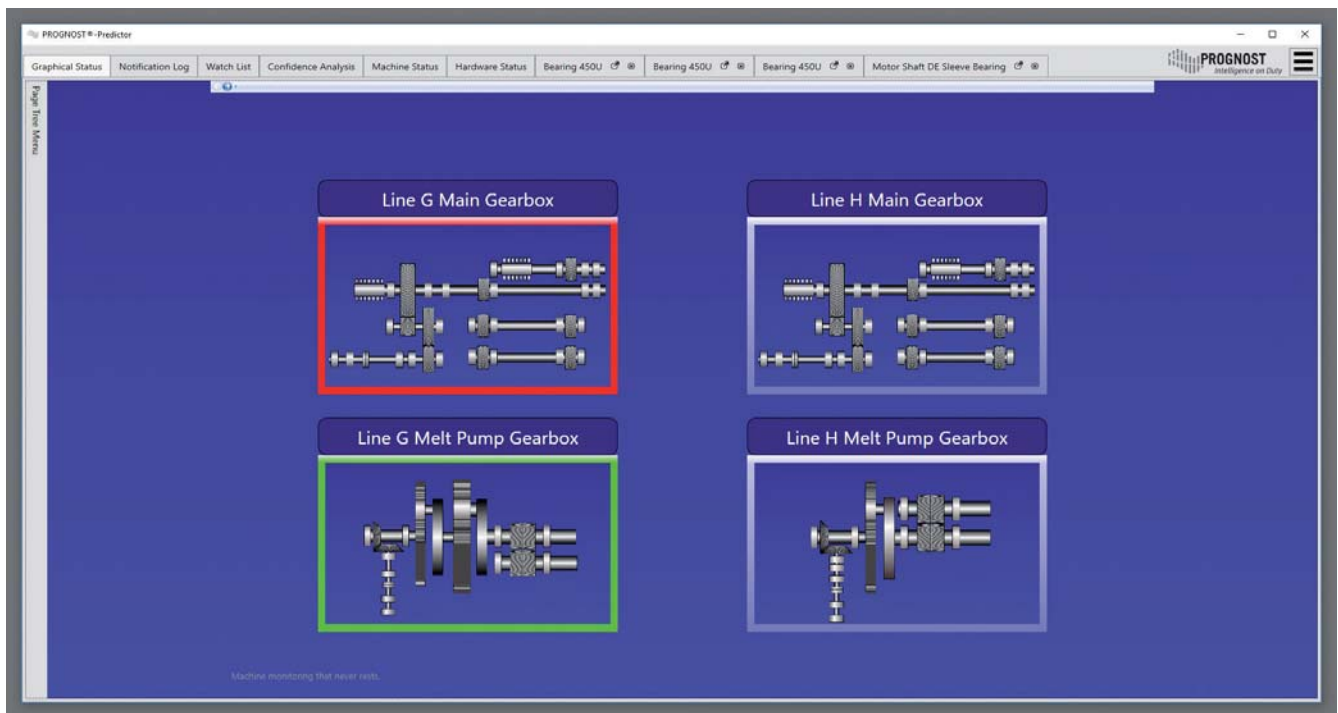 PROGNOST®-Predictor
Graphical Status Notification Log Watch List Confidence Analysis Machine Status Hardware Status Bearing 450U Bearing 450U Bearing 450U Motor Shaft DE Sleeve Bearing
PROGNOST
Intelligence on Duty
Page Tree Menu
Line G Main Gearbox
Line H Main Gearbox
Line G Melt Pump Gearbox
Line H Melt Pump Gearbox
Machine monitoring that never rests.